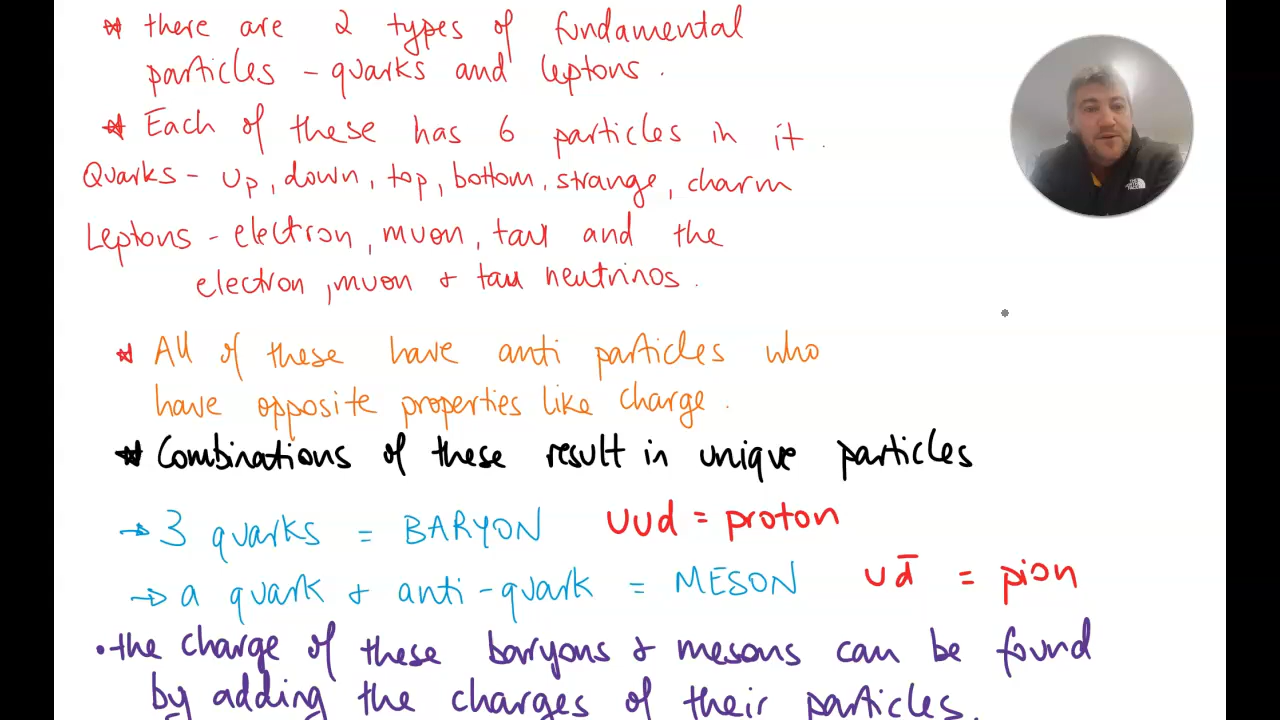 * there are 2 types of fundamental
particles - quarks and leptons.
* Each of these has 6 particles in it.
Quarks - up, down, top, bottom, strange, charm
Leptons - electron, muon, tau and the
electron, muon & tau neutrinos.
* All of these have anti particles who
have opposite properties like charge.
* Combinations of these result in unique particles
→ 3 quarks = BARYON uud = proton
→ a quark & anti-quark = MESON ud̄ = pion
• the charge of these baryons & mesons can be found
by adding the charges of their particles.
THE NORTH FACE